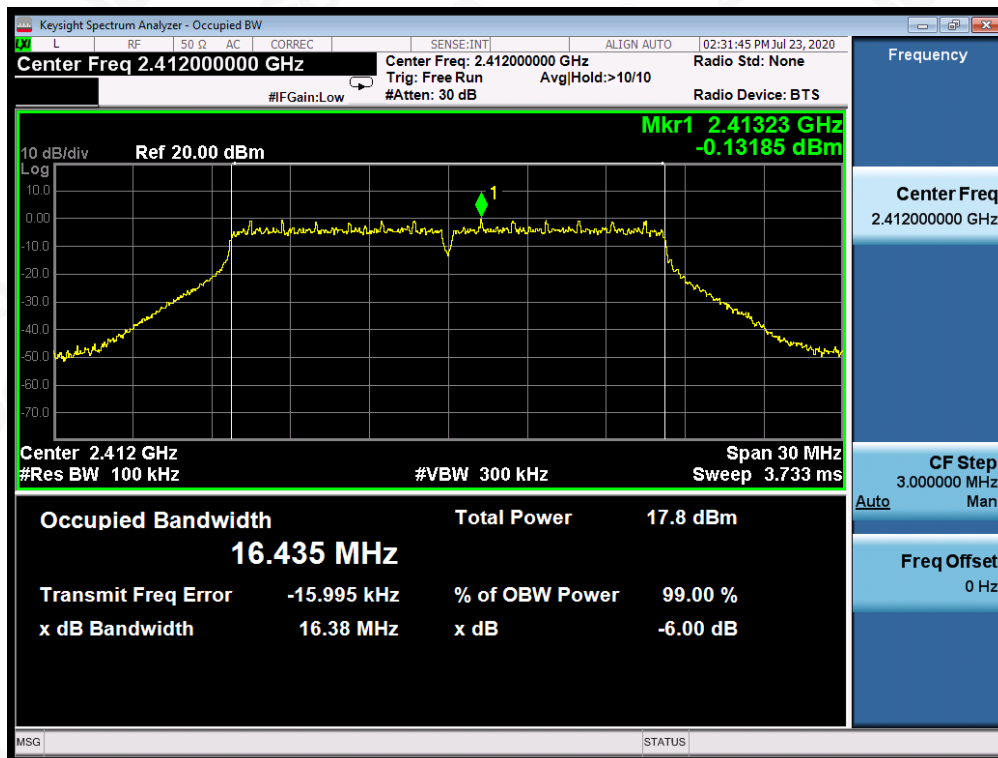 Keysight Spectrum Analyzer - Occupied BW
LXI L RF 50 Ω AC CORREC SENSE:INT ALIGN AUTO 02:31:45 PM Jul 23, 2020
Center Freq 2.412000000 GHz
Center Freq: 2.412000000 GHz Radio Std: None
Trig: Free Run Avg|Hold:>10/10
#IFGain:Low #Atten: 30 dB Radio Device: BTS
Mkr1 2.41323 GHz
-0.13185 dBm
10 dB/div Ref 20.00 dBm
Log
10.0
0.00
-10.0
-20.0
-30.0
-40.0
-50.0
-60.0
-70.0
1
Center 2.412 GHz Span 30 MHz
#Res BW 100 kHz #VBW 300 kHz Sweep 3.733 ms
Occupied Bandwidth Total Power 17.8 dBm
16.435 MHz
Transmit Freq Error -15.995 kHz % of OBW Power 99.00 %
x dB Bandwidth 16.38 MHz x dB -6.00 dB
MSG STATUS
Frequency
Center Freq
2.412000000 GHz
CF Step
3.000000 MHz
Auto Man
Freq Offset
0 Hz